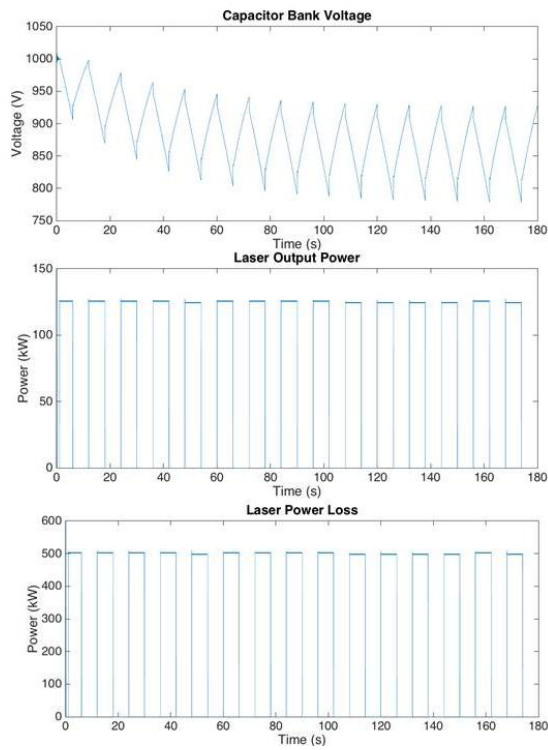 Capacitor Bank Voltage
1050
1000
950
900
850
800
750
Voltage (V)
0 20 40 60 80 100 120 140 160 180
Time (s)
Laser Output Power
150
100
50
0
Power (kW)
0 20 40 60 80 100 120 140 160 180
Time (s)
Laser Power Loss
600
500
400
300
200
100
0
Power (kW)
0 20 40 60 80 100 120 140 160 180
Time (s)